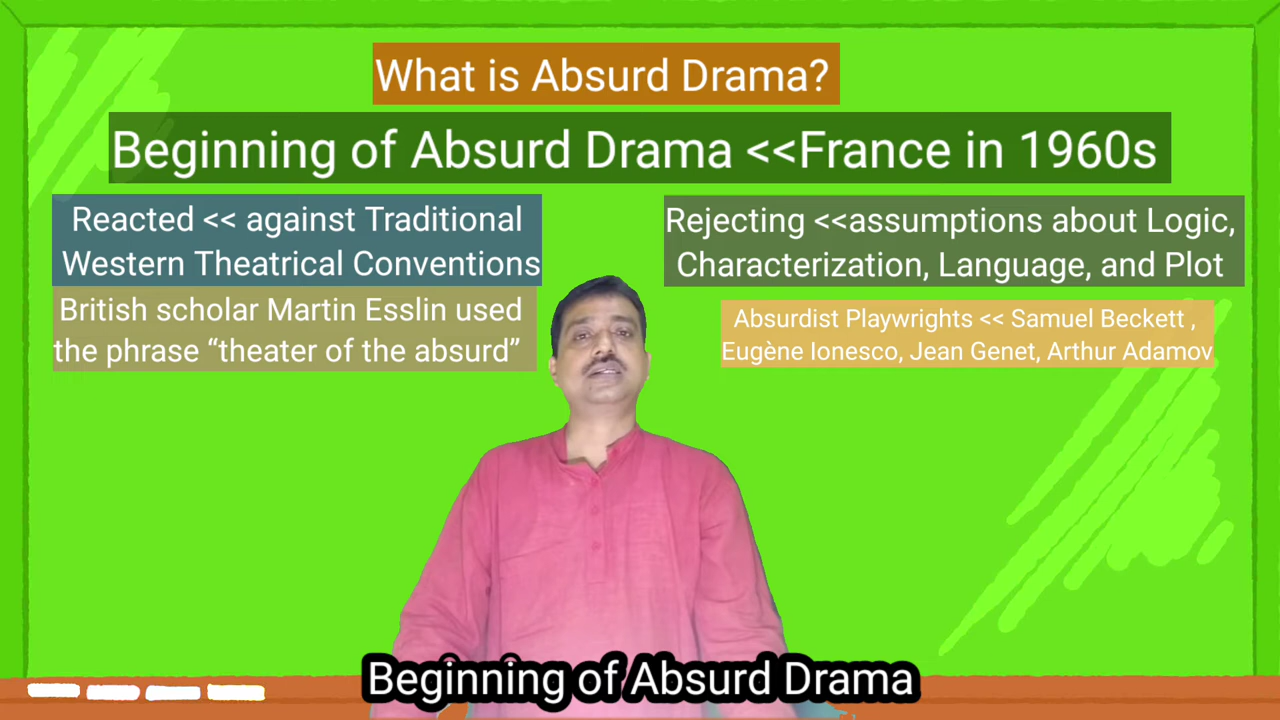 What is Absurd Drama?
Beginning of Absurd Drama <<France in 1960s
Reacted << against Traditional
Western Theatrical Conventions
British scholar Martin Esslin used
the phrase “theater of the absurd”
Rejecting <<assumptions about Logic,
Characterization, Language, and Plot
Absurdist Playwrights << Samuel Beckett ,
Eugène Ionesco, Jean Genet, Arthur Adamov
Beginning of Absurd Drama